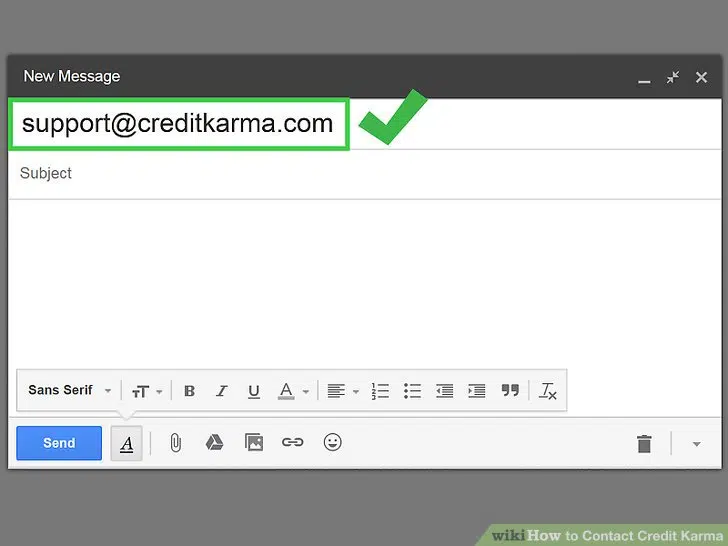 New Message
support@creditkarma.com
Subject
Sans Serif
B I U A
Send A
wikiHow to Contact Credit Karma